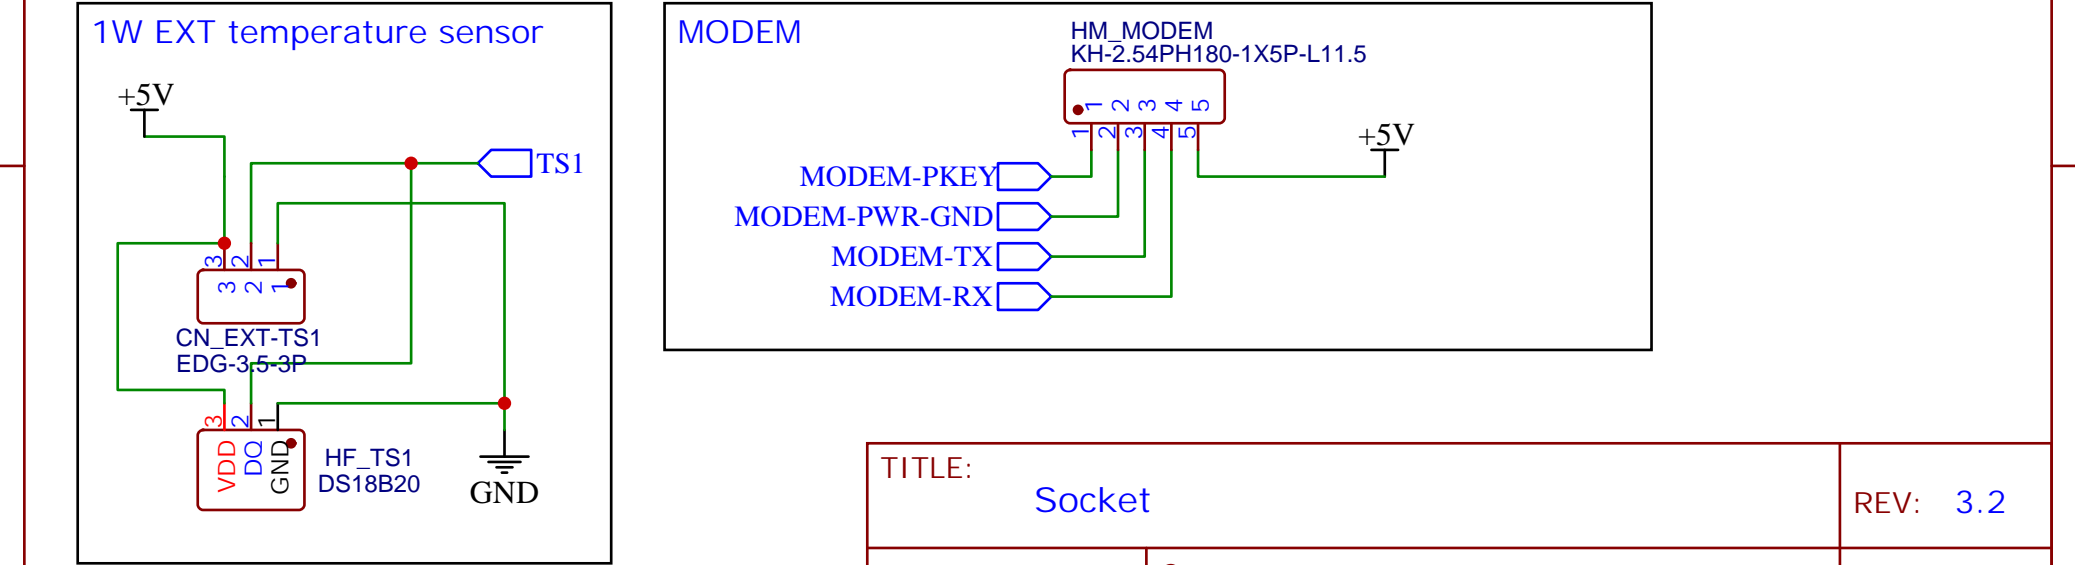 1W EXT temperature sensor
+5V
TS1
3 2 1
3 2 1
CN_EXT-TS1
EDG-3.5-3P
3 2 1
VDD DQ GND
HF_TS1
DS18B20
GND
MODEM
HM_MODEM
KH-2.54PH180-1X5P-L11.5
1 2 3 4 5
1 2 3 4 5
+5V
MODEM-PKEY
MODEM-PWR-GND
MODEM-TX
MODEM-RX
TITLE:
Socket
REV: 3.2